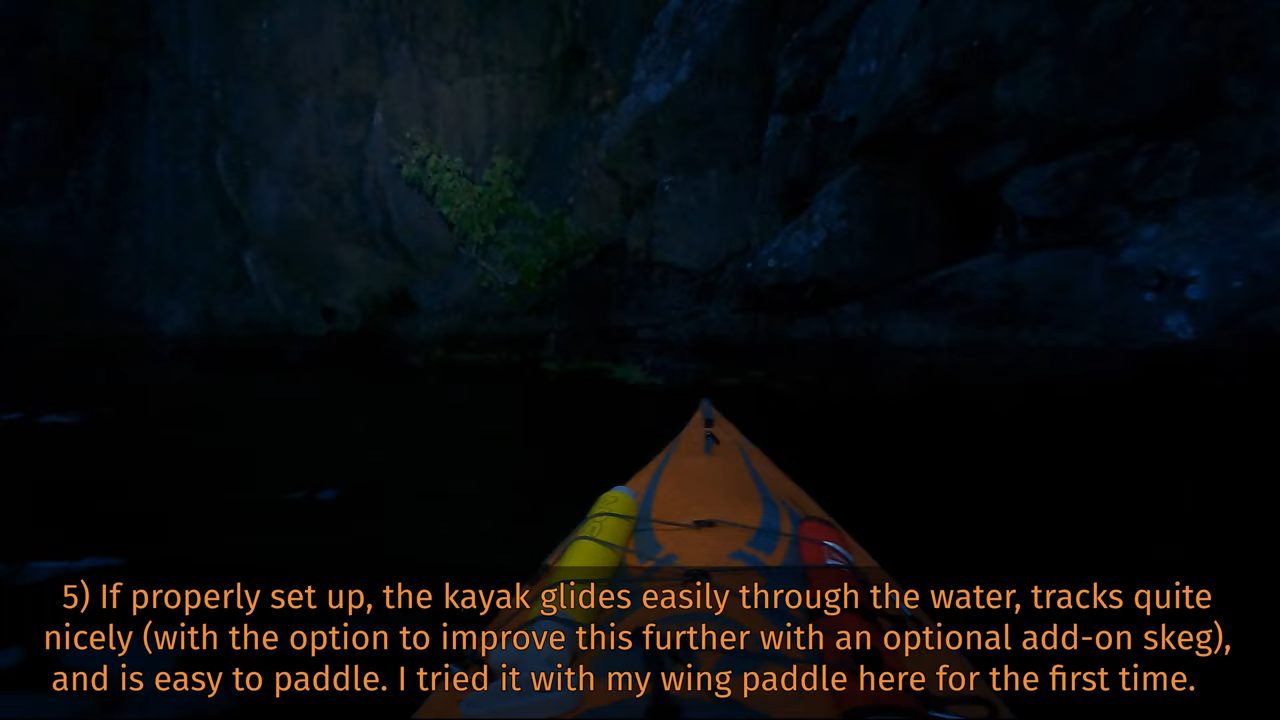 5) If properly set up, the kayak glides easily through the water, tracks quite
nicely (with the option to improve this further with an optional add-on skeg),
and is easy to paddle. I tried it with my wing paddle here for the first time.